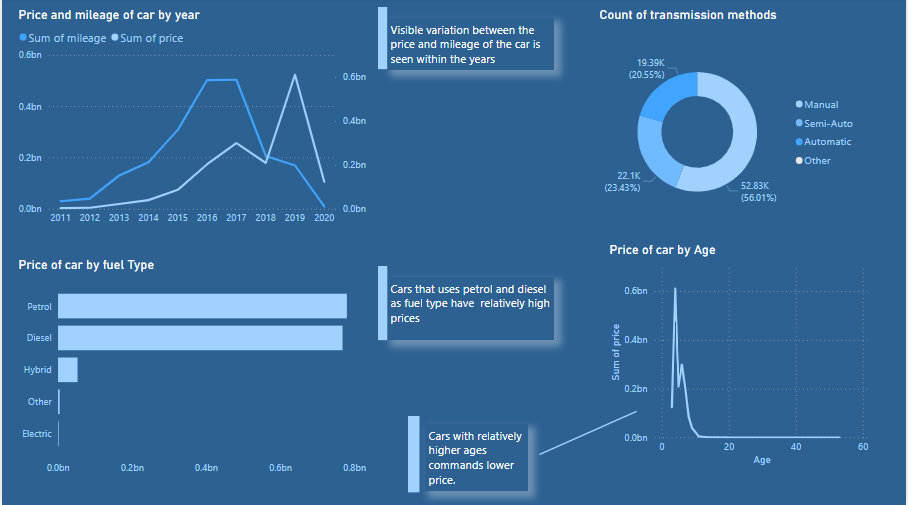 Price and mileage of car by year
Sum of mileage Sum of price
0.6bn
0.4bn
0.2bn
0.0bn
0.6bn
0.4bn
0.2bn
0.0bn
2011 2012 2013 2014 2015 2016 2017 2018 2019 2020
Visible variation between the
price and mileage of the car is
seen within the years
Count of transmission methods
19.39K
(20.55%)
22.1K
(23.43%)
52.83K
(56.01%)
Manual
Semi-Auto
Automatic
Other
Price of car by fuel Type
Petrol
Diesel
Hybrid
Other
Electric
0.0bn 0.2bn 0.4bn 0.6bn 0.8bn
Cars that uses petrol and diesel
as fuel type have relatively high
prices
Cars with relatively
higher ages
commands lower
price.
Price of car by Age
Sum of price
0.6bn
0.4bn
0.2bn
0.0bn
0 20 40 60
Age